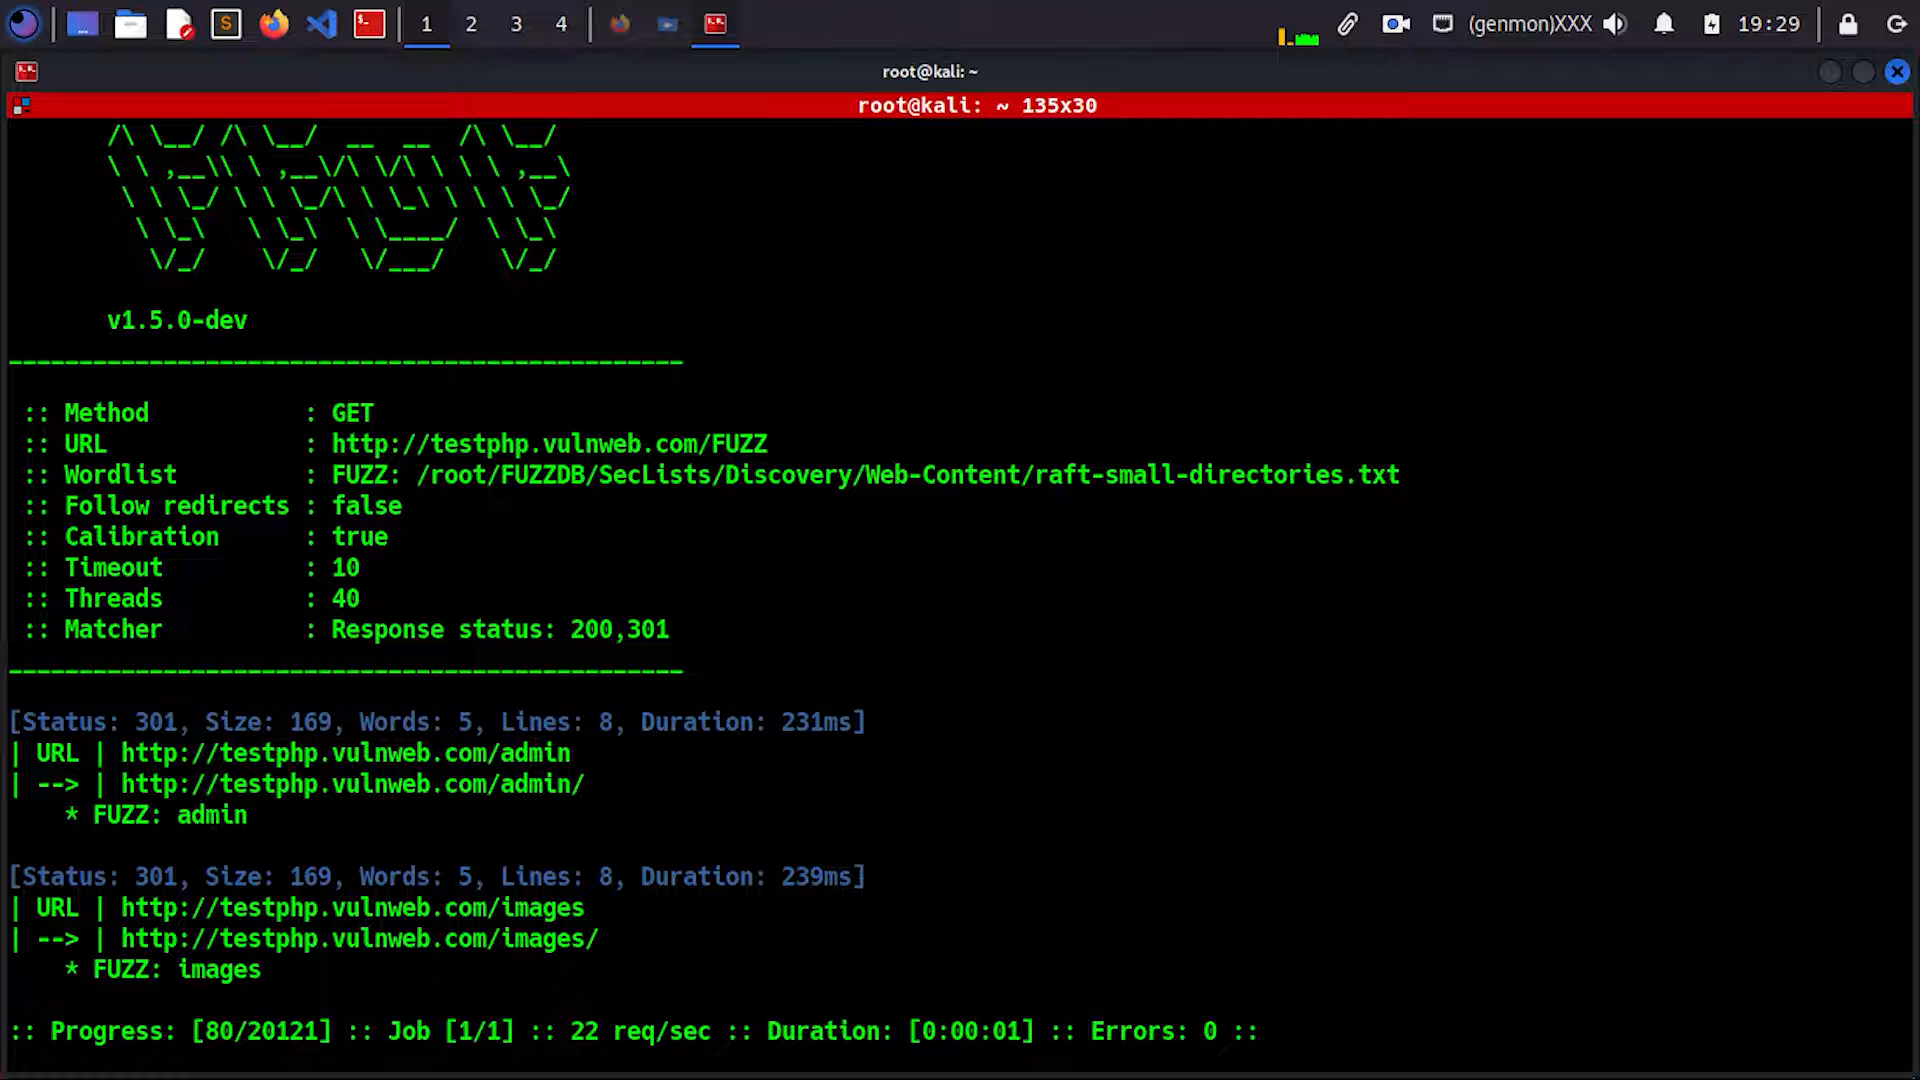 1 2 3 4 (genmon)XXX 19:29
root@kali: ~
root@kali: ~ 135x30
/\ \__/ /\ \__/  __  __  /\ \__/
\ \ ,__\\ \ ,__\/\ \/\ \ \ \ ,__\
\ \ \_/ \ \ \_/\ \ \_\ \ \ \ \_/
\ \_\   \ \_\  \ \____/  \ \_\
\/_/    \/_/   \/___/    \/_/
v1.5.0-dev
________________________________________________
:: Method : GET
:: URL : http://testphp.vulnweb.com/FUZZ
:: Wordlist : FUZZ: /root/FUZZDB/SecLists/Discovery/Web-Content/raft-small-directories.txt
:: Follow redirects : false
:: Calibration : true
:: Timeout : 10
:: Threads : 40
:: Matcher : Response status: 200,301
________________________________________________
[Status: 301, Size: 169, Words: 5, Lines: 8, Duration: 231ms]
| URL | http://testphp.vulnweb.com/admin
| --> | http://testphp.vulnweb.com/admin/
* FUZZ: admin
[Status: 301, Size: 169, Words: 5, Lines: 8, Duration: 239ms]
| URL | http://testphp.vulnweb.com/images
| --> | http://testphp.vulnweb.com/images/
* FUZZ: images
:: Progress: [80/20121] :: Job [1/1] :: 22 req/sec :: Duration: [0:00:01] :: Errors: 0 ::